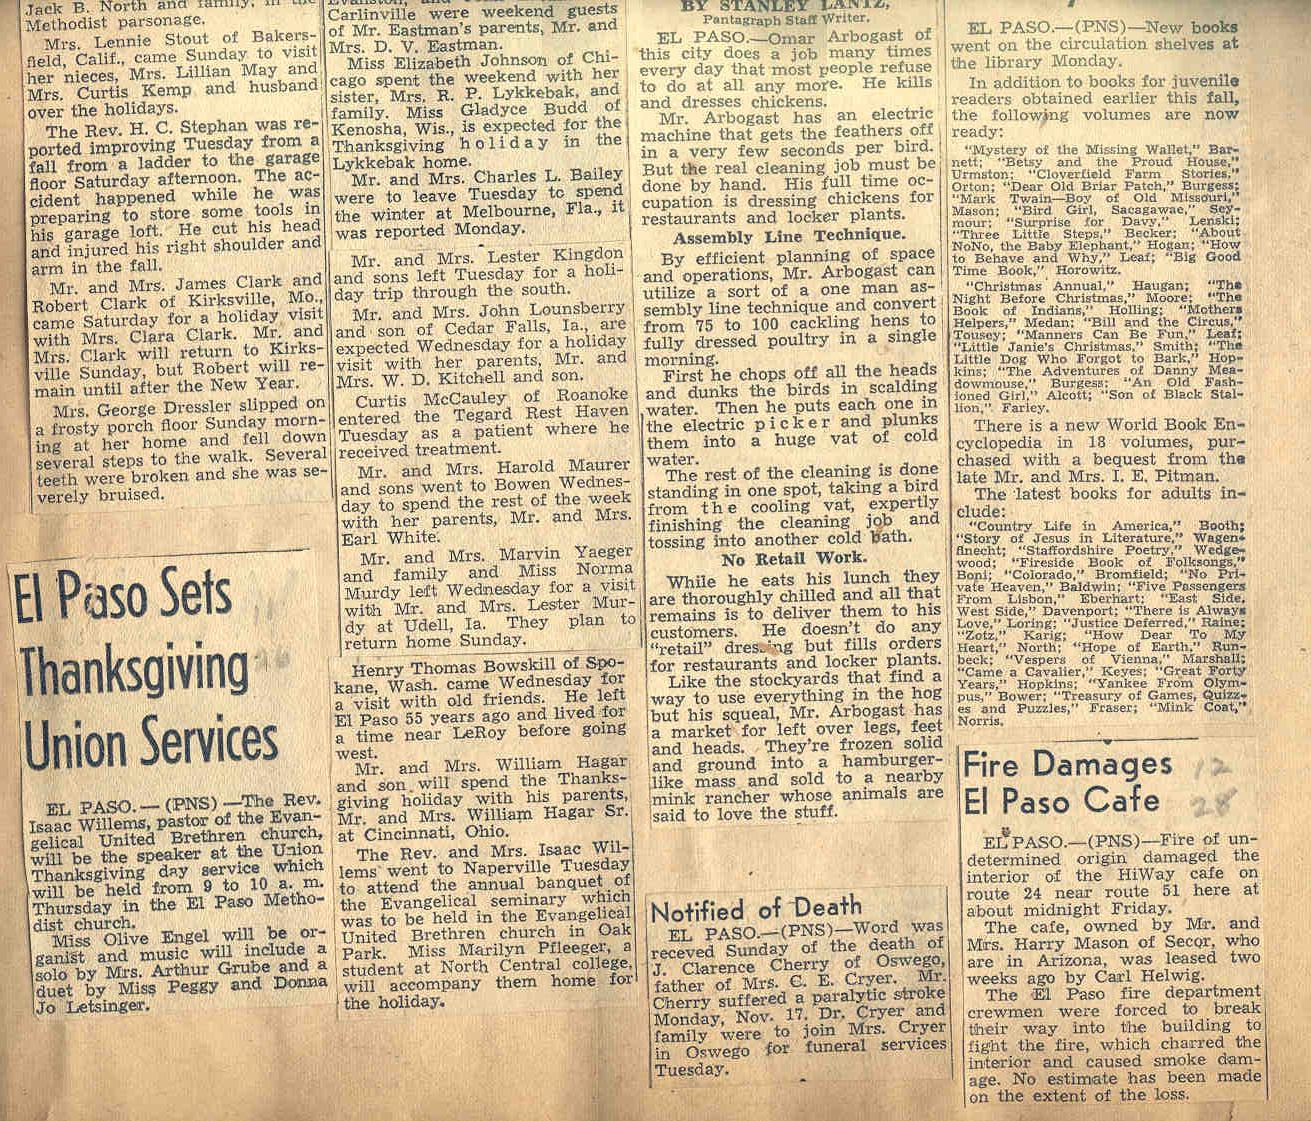 Jack B. North and family, in the
Methodist parsonage.
Mrs. Lennie Stout of Bakers-
field, Calif., came Sunday to visit
her nieces, Mrs. Lillian May and
Mrs. Curtis Kemp and husband
over the holidays.
The Rev. H. C. Stephan was re-
ported improving Tuesday from a
fall from a ladder to the garage
floor Saturday afternoon. The ac-
cident happened while he was
preparing to store some tools in
his garage loft. He cut his head
and injured his right shoulder and
arm in the fall.
Mr. and Mrs. James Clark and
Robert Clark of Kirksville, Mo.,
came Saturday for a holiday visit
with Mrs. Clara Clark. Mr. and
Mrs. Clark will return to Kirks-
ville Sunday, but Robert will re-
main until after the New Year.
Mrs. George Dressler slipped on
a frosty porch floor Sunday morn-
ing at her home and fell down
several steps to the walk. Several
teeth were broken and she was se-
verely bruised.
El Paso Sets
Thanksgiving
Union Services
EL PASO.—(PNS)—The Rev.
Isaac Willems, pastor of the Evan-
gelical United Brethren church,
will be the speaker at the Union
Thanksgiving day service which
will be held from 9 to 10 a. m.
Thursday in the El Paso Metho-
dist church.
Miss Olive Engel will be or-
ganist and music will include a
solo by Mrs. Arthur Grube and a
duet by Miss Peggy and Donna
Jo Letsinger.
Carlinville were weekend guests
of Mr. Eastman's parents, Mr. and
Mrs. D. V. Eastman.
Miss Elizabeth Johnson of Chi-
cago spent the weekend with her
sister, Mrs. R. P. Lykkebak, and
family. Miss Gladyce Budd of
Kenosha, Wis., is expected for the
Thanksgiving holiday in the
Lykkebak home.
Mr. and Mrs. Charles L. Bailey
were to leave Tuesday to spend
the winter at Melbourne, Fla., it
was reported Monday.
Mr. and Mrs. Lester Kingdon
and sons left Tuesday for a holi-
day trip through the south.
Mr. and Mrs. John Lounsberry
and son of Cedar Falls, Ia., are
expected Wednesday for a holiday
visit with her parents, Mr. and
Mrs. W. D. Kitchell and son.
Curtis McCauley of Roanoke
entered the Tegard Rest Haven
Tuesday as a patient where he
received treatment.
Mr. and Mrs. Harold Maurer
and sons went to Bowen Wednes-
day to spend the rest of the week
with her parents, Mr. and Mrs.
Earl White.
Mr. and Mrs. Marvin Yaeger
and family and Miss Norma
Murdy left Wednesday for a visit
with Mr. and Mrs. Lester Mur-
dy at Udell, Ia. They plan to
return home Sunday.
Henry Thomas Bowskill of Spo-
kane, Wash. came Wednesday for
a visit with old friends. He left
El Paso 55 years ago and lived for
a time near LeRoy before going
west.
Mr. and Mrs. William Hagar
and son will spend the Thanks-
giving holiday with his parents,
Mr. and Mrs. William Hagar Sr.
at Cincinnati, Ohio.
The Rev. and Mrs. Isaac Wil-
lems went to Naperville Tuesday
to attend the annual banquet of
the Evangelical seminary which
was to be held in the Evangelical
United Brethren church in Oak
Park. Miss Marilyn Pfleeger, a
student at North Central college,
will accompany them home for
the holiday.
BY STANLEY LANTZ,
Pantagraph Staff Writer.
EL PASO.—Omar Arbogast of
this city does a job many times
every day that most people refuse
to do at all any more. He kills
and dresses chickens.
Mr. Arbogast has an electric
machine that gets the feathers off
in a very few seconds per bird.
But the real cleaning job must be
done by hand. His full time oc-
cupation is dressing chickens for
restaurants and locker plants.
Assembly Line Technique.
By efficient planning of space
and operations, Mr. Arbogast can
utilize a sort of a one man as-
sembly line technique and convert
from 75 to 100 cackling hens to
fully dressed poultry in a single
morning.
First he chops off all the heads
and dunks the birds in scalding
water. Then he puts each one in
the electric picker and plunks
them into a huge vat of cold
water.
The rest of the cleaning is done
standing in one spot, taking a bird
from the cooling vat, expertly
finishing the cleaning job and
tossing into another cold bath.
No Retail Work.
While he eats his lunch they
are thoroughly chilled and all that
remains is to deliver them to his
customers. He doesn't do any
"retail" dressing but fills orders
for restaurants and locker plants.
Like the stockyards that find a
way to use everything in the hog
but his squeal, Mr. Arbogast has
a market for left over legs, feet
and heads. They're frozen solid
and ground into a hamburger-
like mass and sold to a nearby
mink rancher whose animals are
said to love the stuff.
Notified of Death
EL PASO.—(PNS)—Word was
receved Sunday of the death of
J. Clarence Cherry of Oswego,
father of Mrs. C. E. Cryer. Mr.
Cherry suffered a paralytic stroke
Monday, Nov. 17. Dr. Cryer and
family were to join Mrs. Cryer
in Oswego for funeral services
Tuesday.
EL PASO.—(PNS)—New books
went on the circulation shelves at
the library Monday.
In addition to books for juvenile
readers obtained earlier this fall,
the following volumes are now
ready:
"Mystery of the Missing Wallet," Bar-
nett; "Betsy and the Proud House,"
Urmston; "Cloverfield Farm Stories,"
Orton; "Dear Old Briar Patch," Burgess;
"Mark Twain—Boy of Old Missouri,"
Mason; "Bird Girl, Sacagawae," Sey-
mour; "Surprise for Davy," Lenski;
"Three Little Steps," Becker; "About
NoNo, the Baby Elephant," Hogan; "How
to Behave and Why," Leaf; "Big Good
Time Book," Horowitz.
"Christmas Annual," Haugan; "The
Night Before Christmas," Moore; "The
Book of Indians," Holling; "Mothers
Helpers," Medan; "Bill and the Circus,"
Tousey; "Manners Can Be Fun," Leaf;
"Little Janie's Christmas," Smith; "The
Little Dog Who Forgot to Bark," Hop-
kins; "The Adventures of Danny Mea-
dowmouse," Burgess; "An Old Fash-
ioned Girl," Alcott; "Son of Black Stal-
lion," Farley.
There is a new World Book En-
cyclopedia in 18 volumes, pur-
chased with a bequest from the
late Mr. and Mrs. I. E. Pitman.
The latest books for adults in-
clude:
"Country Life in America," Booth;
"Story of Jesus in Literature," Wagen-
flnecht; "Staffordshire Poetry," Wedge-
wood; "Fireside Book of Folksongs,"
Boni; "Colorado," Bromfield; "No Pri-
vate Heaven," Baldwin; "Five Passengers
From Lisbon," Eberhart; "East Side,
West Side," Davenport; "There is Always
Love," Loring; "Justice Deferred," Raine;
"Zotz," Karig; "How Dear To My
Heart," North; "Hope of Earth," Run-
beck; "Vespers of Vienna," Marshall;
"Came a Cavalier," Keyes; "Great Forty
Years," Hopkins; "Yankee From Olym-
pus," Bower; "Treasury of Games, Quizz-
es and Puzzles," Fraser; "Mink Coat,"
Norris.
Fire Damages 12
El Paso Cafe 28
EL PASO.—(PNS)—Fire of un-
determined origin damaged the
interior of the HiWay cafe on
route 24 near route 51 here at
about midnight Friday.
The cafe, owned by Mr. and
Mrs. Harry Mason of Secor, who
are in Arizona, was leased two
weeks ago by Carl Helwig.
The El Paso fire department
crewmen were forced to break
their way into the building to
fight the fire, which charred the
interior and caused smoke dam-
age. No estimate has been made
on the extent of the loss.